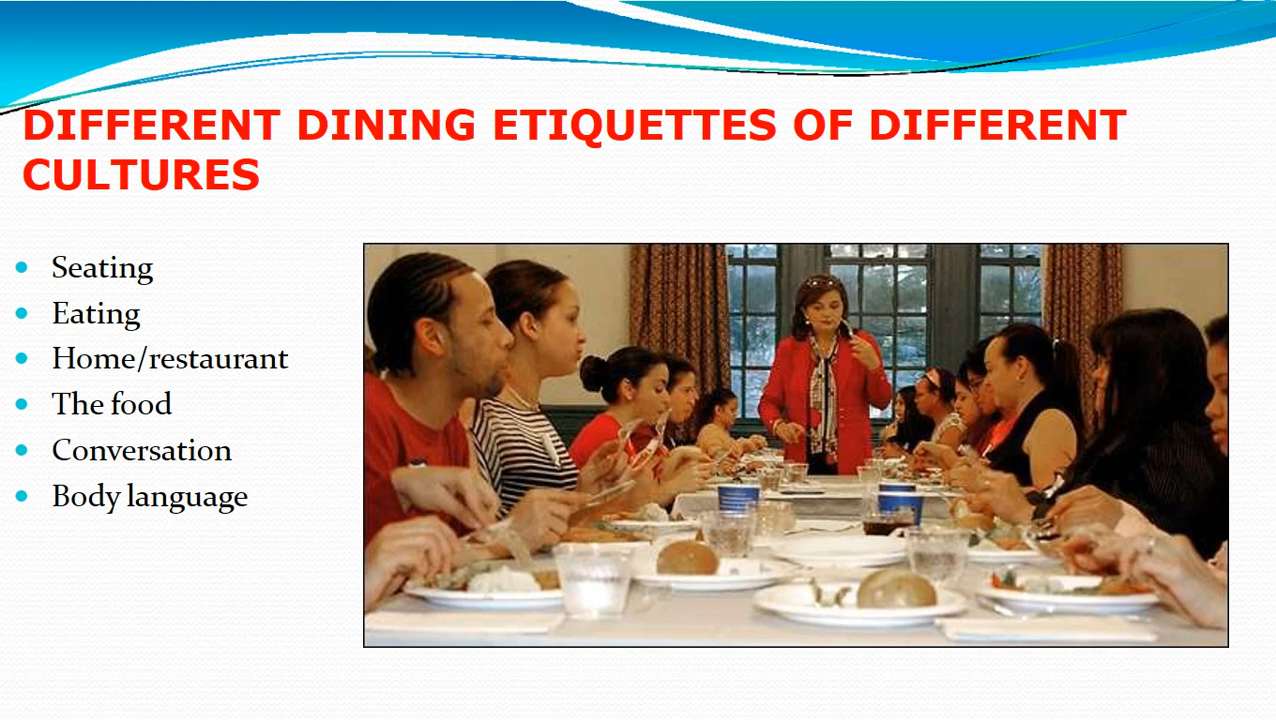 DIFFERENT DINING ETIQUETTES OF DIFFERENT
CULTURES
Seating
Eating
Home/restaurant
The food
Conversation
Body language